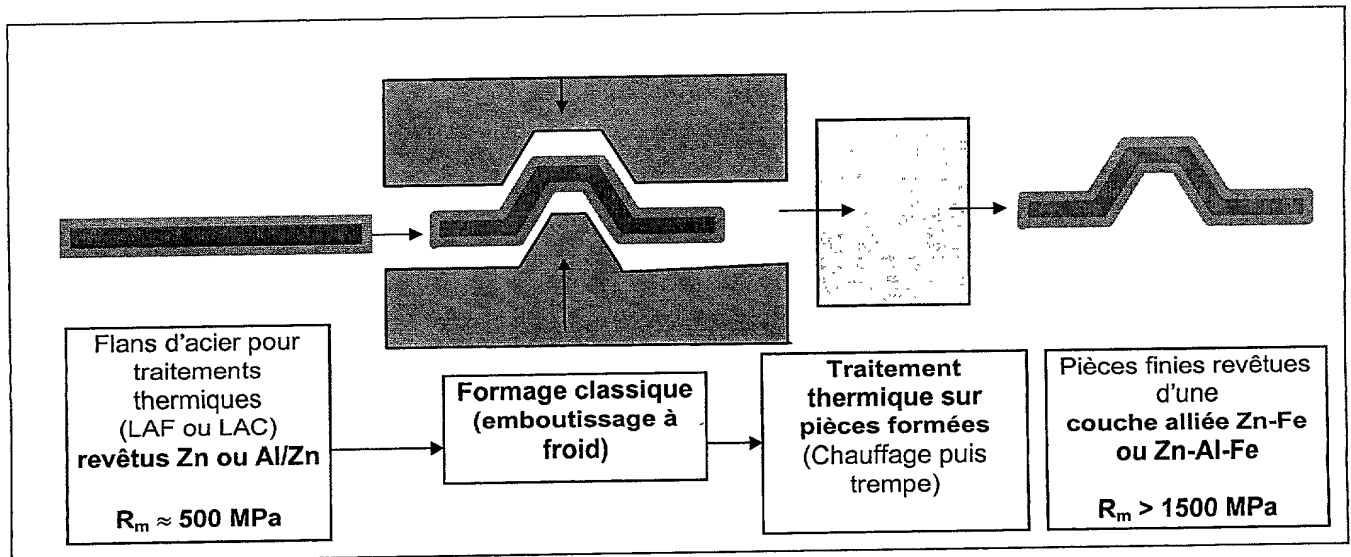 Flans d'acier pour
traitements
thermiques
(LAF ou LAC)
revêtus Zn ou Al/Zn
Rm ≈ 500 MPa
Formage classique
(emboutissage à
froid)
Traitement
thermique sur
pièces formées
(Chauffage puis
trempe)
Pièces finies revêtues
d'une
couche alliée Zn-Fe
ou Zn-Al-Fe
Rm > 1500 MPa